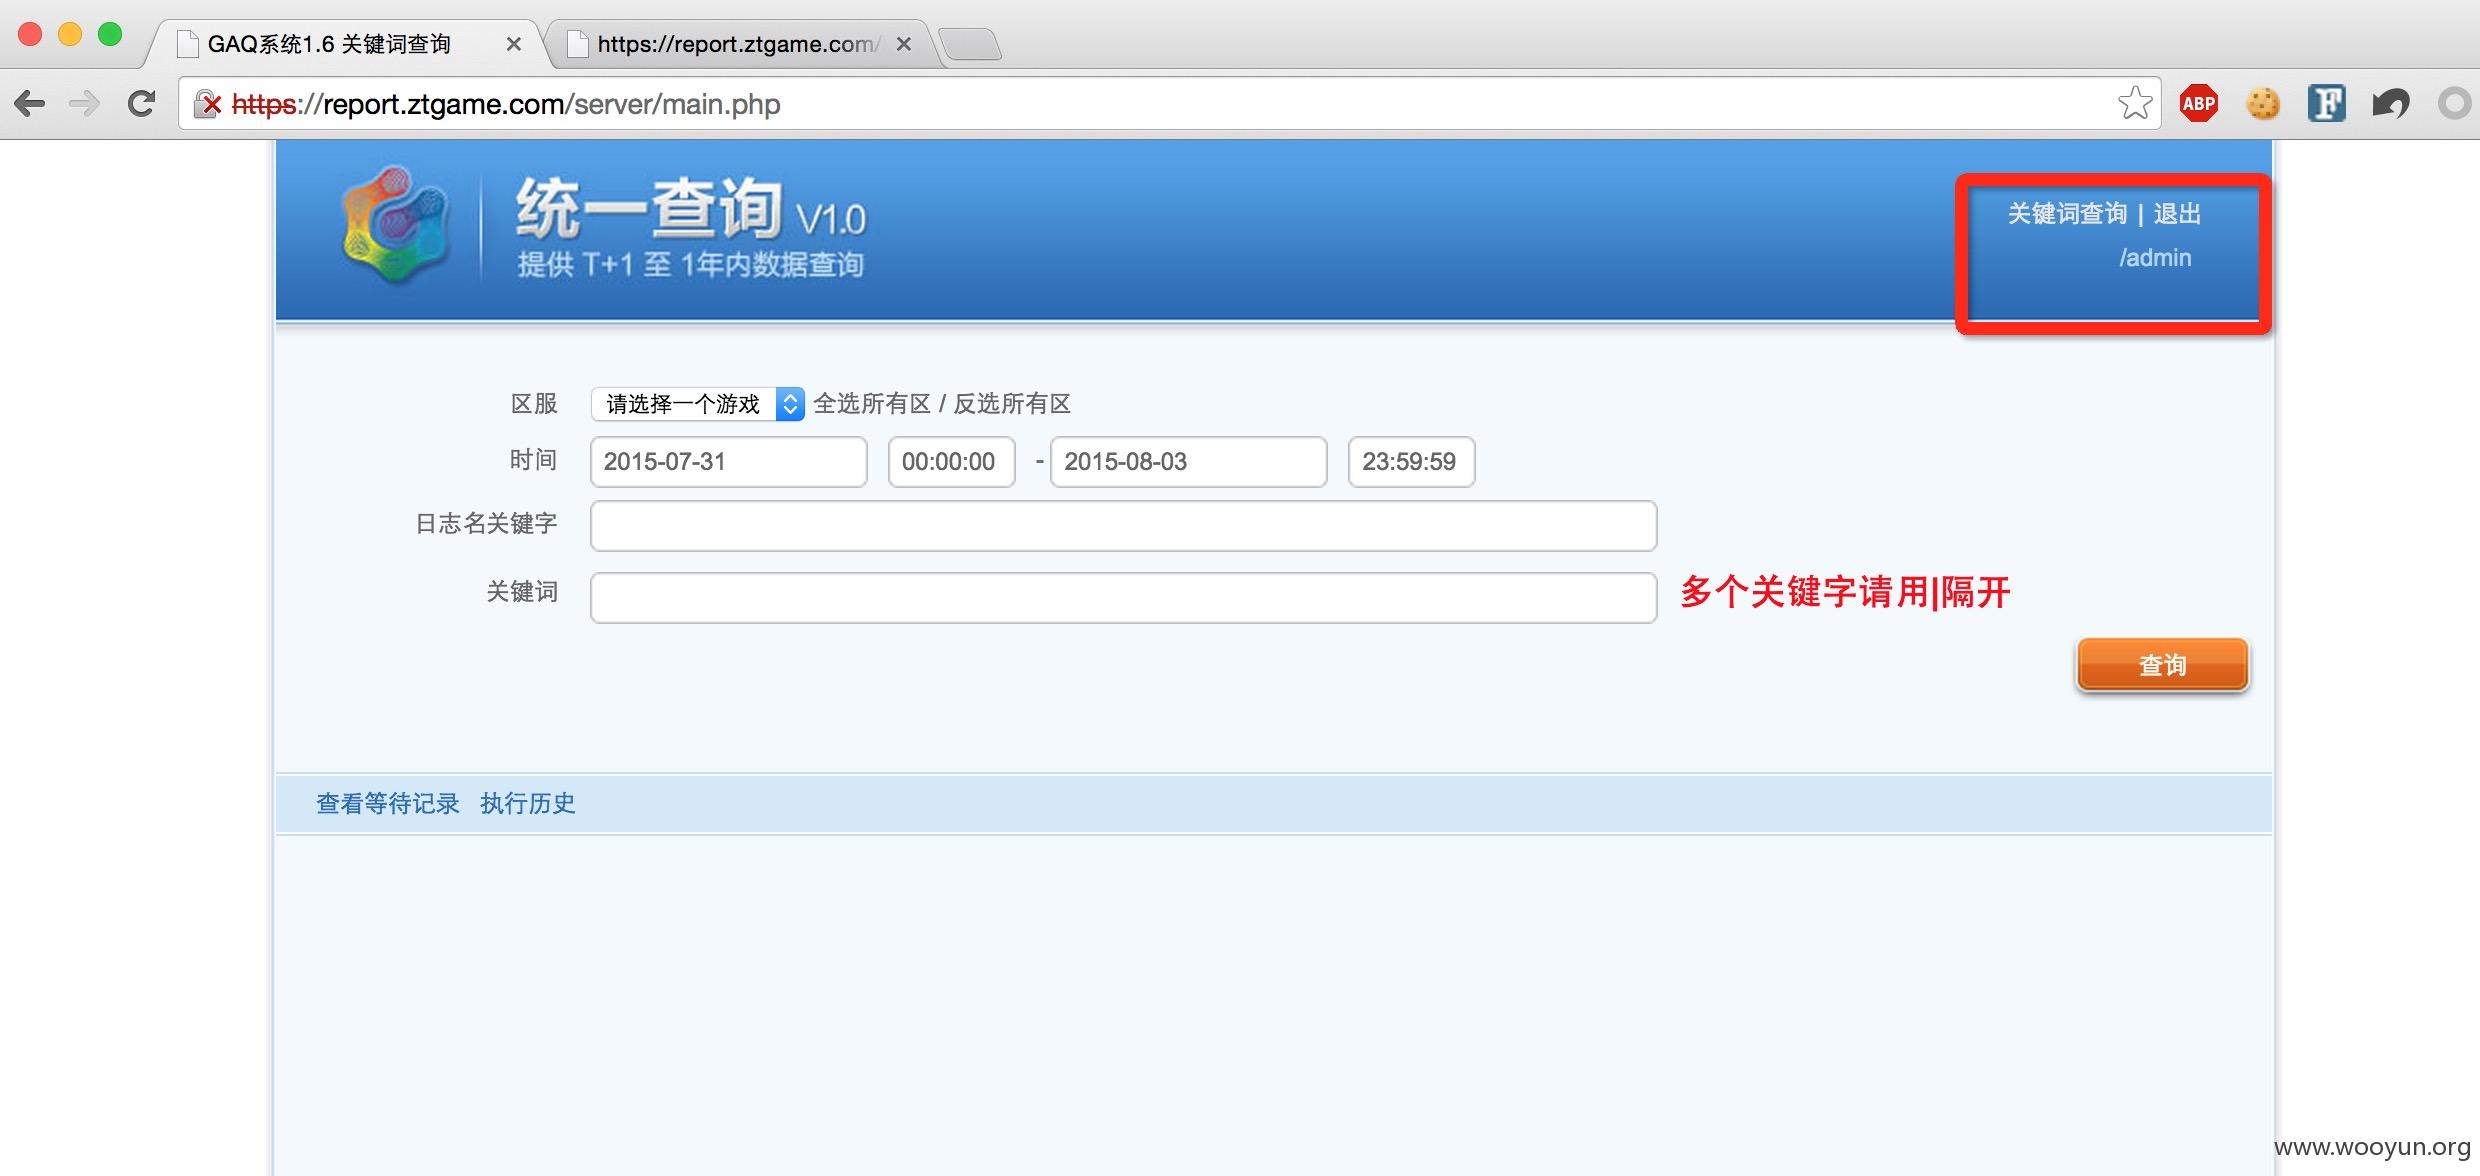 GAQ系统1.6 关键词查询
https://report.ztgame.com/
https://report.ztgame.com/server/main.php
ABP
F
统一查询 V1.0
提供 T+1 至 1年内数据查询
关键词查询 | 退出
/admin
区服 请选择一个游戏 全选所有区 / 反选所有区
时间 2015-07-31 00:00:00 - 2015-08-03 23:59:59
日志名关键字
关键词 多个关键字请用|隔开
查询
查看等待记录 执行历史
www.wooyun.org